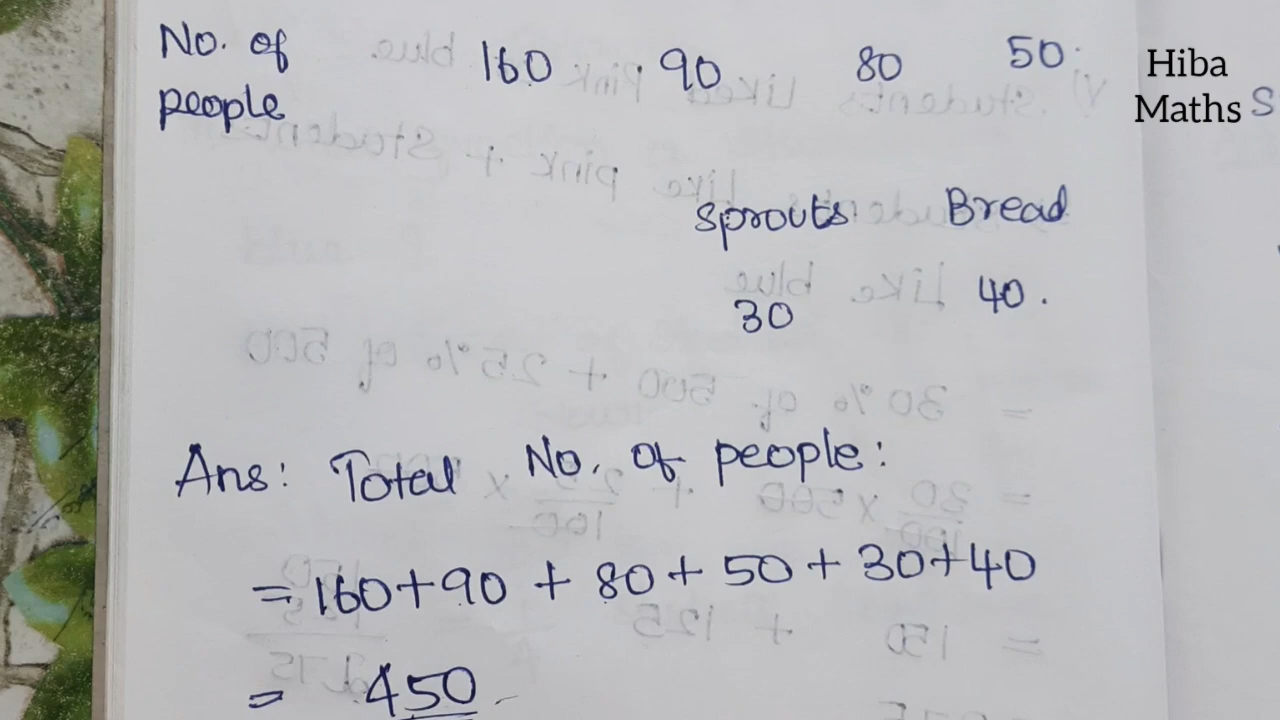 No. of people 160 90 80 50
Sprouts Bread
30 40.
Ans: Total No. of people:
= 160+90 + 80+ 50 + 30+40
= 450
Hiba
Maths
S